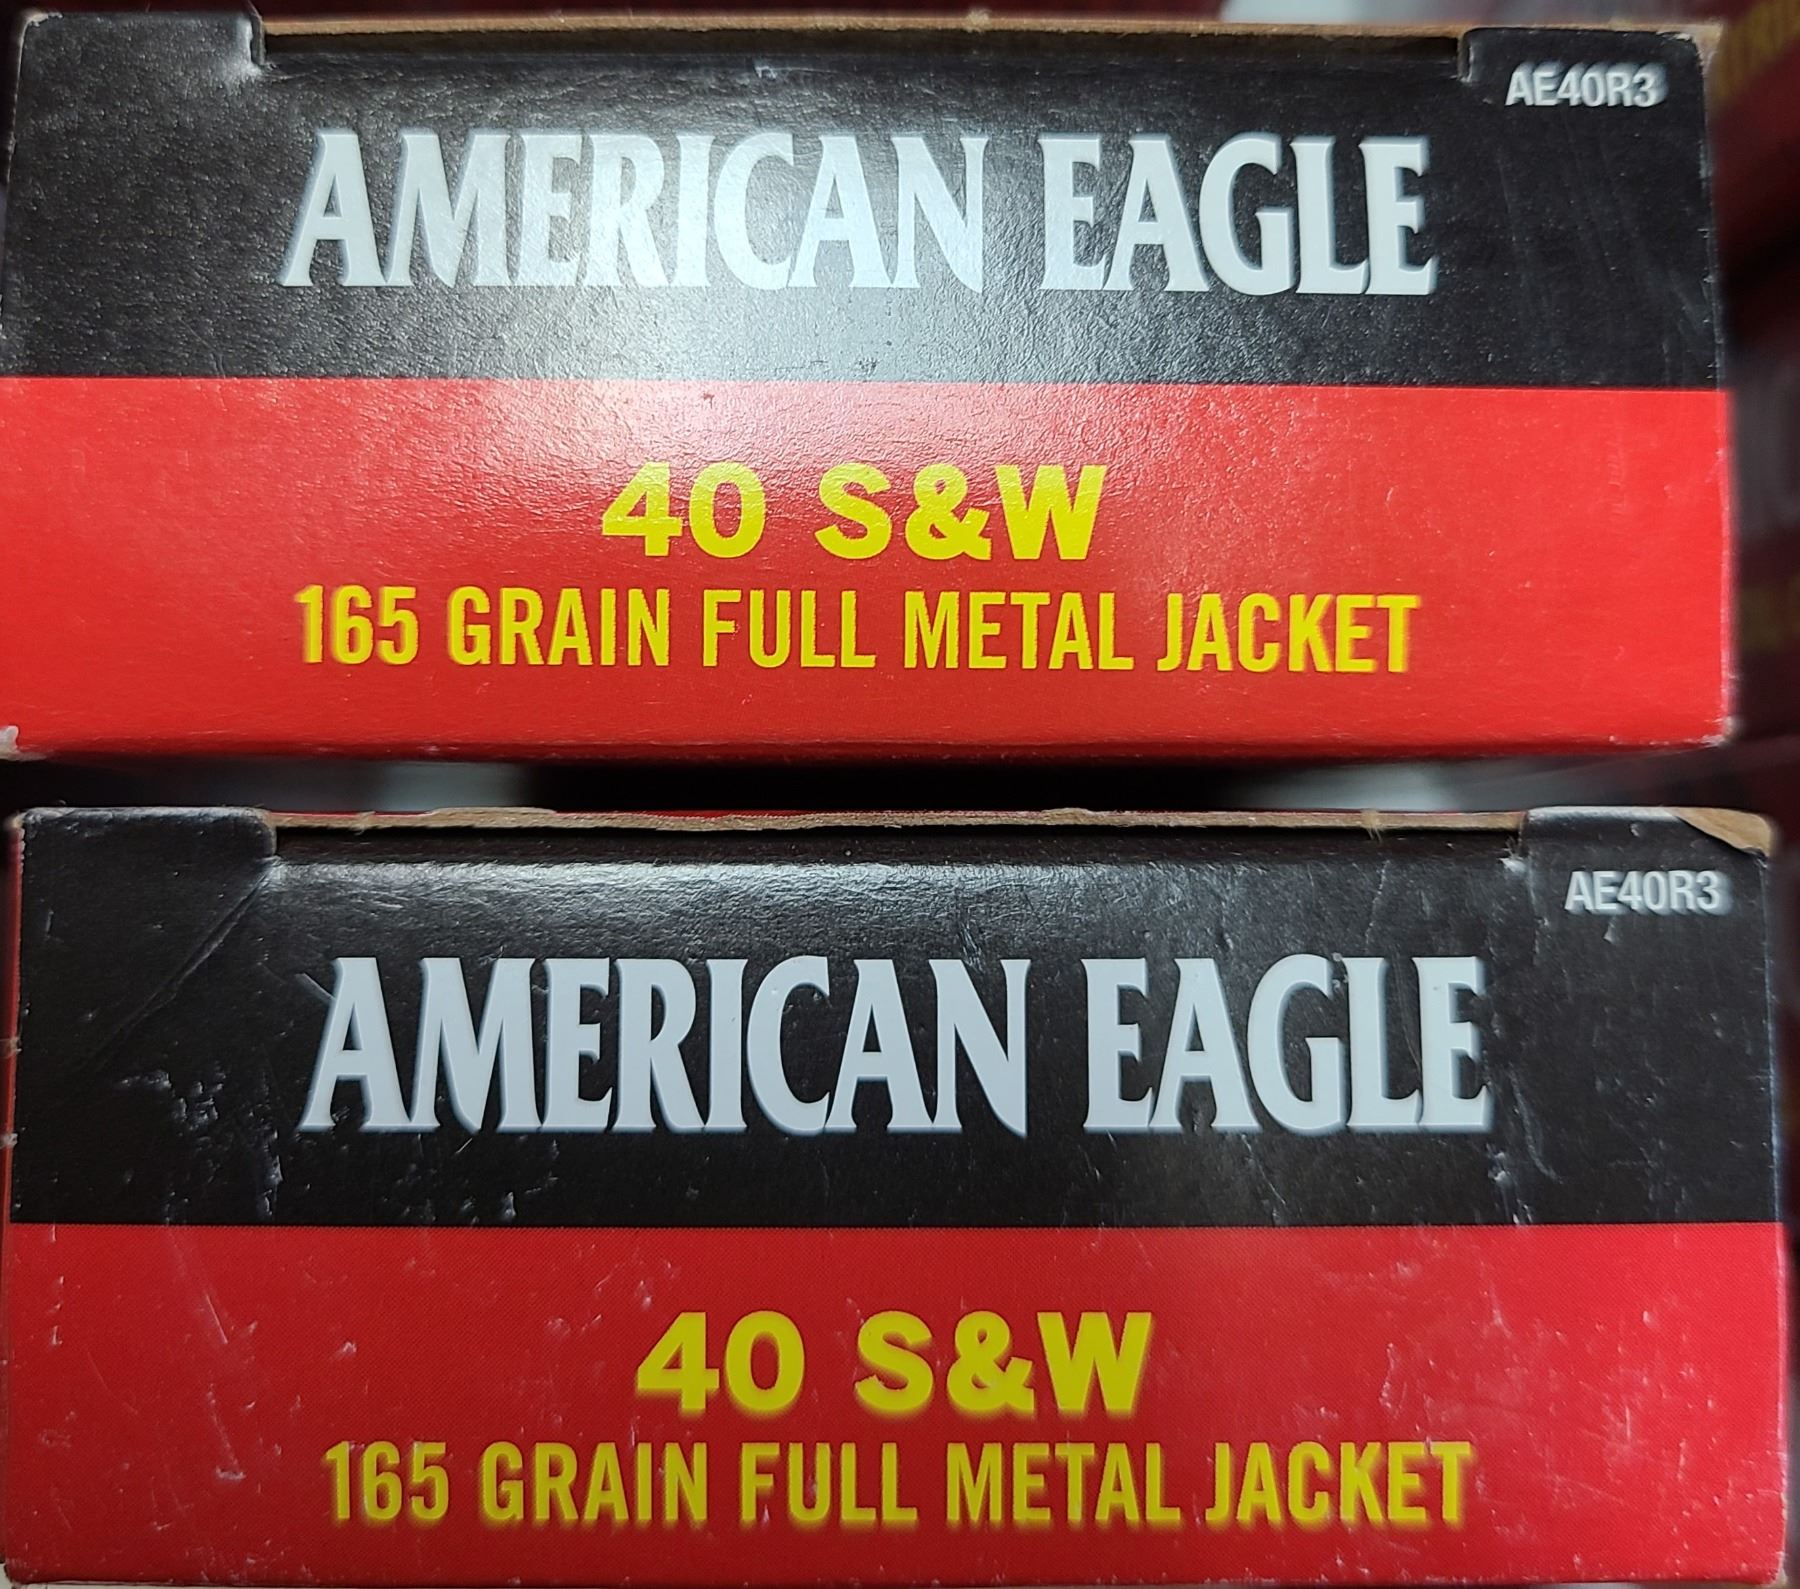 AE40R3
AMERICAN EAGLE
40 S&W
165 GRAIN FULL METAL JACKET
AE40R3
AMERICAN EAGLE
40 S&W
165 GRAIN FULL METAL JACKET